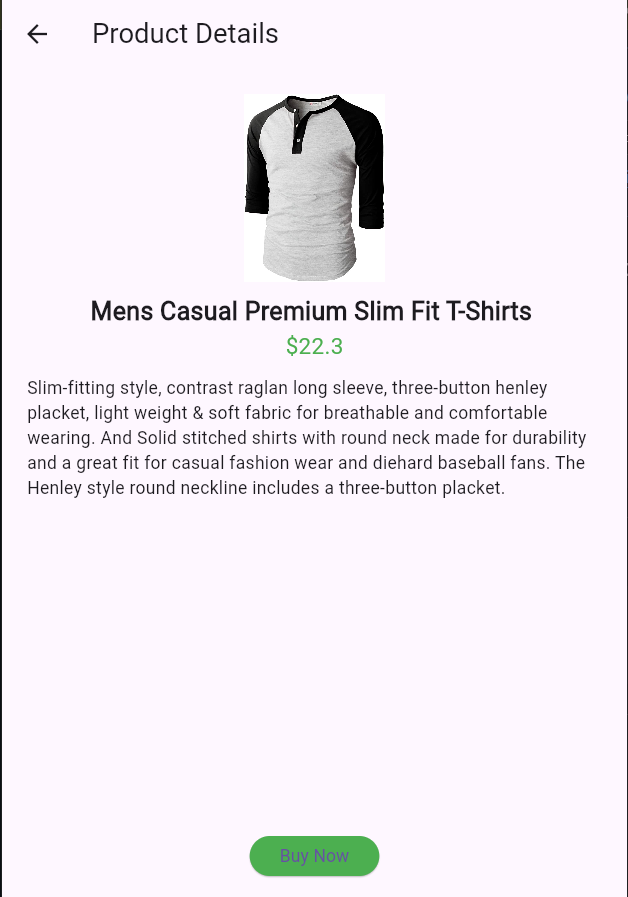 Product Details
Mens Casual Premium Slim Fit T-Shirts
$22.3
Slim-fitting style, contrast raglan long sleeve, three-button henley
placket, light weight & soft fabric for breathable and comfortable
wearing. And Solid stitched shirts with round neck made for durability
and a great fit for casual fashion wear and diehard baseball fans. The
Henley style round neckline includes a three-button placket.
Buy Now